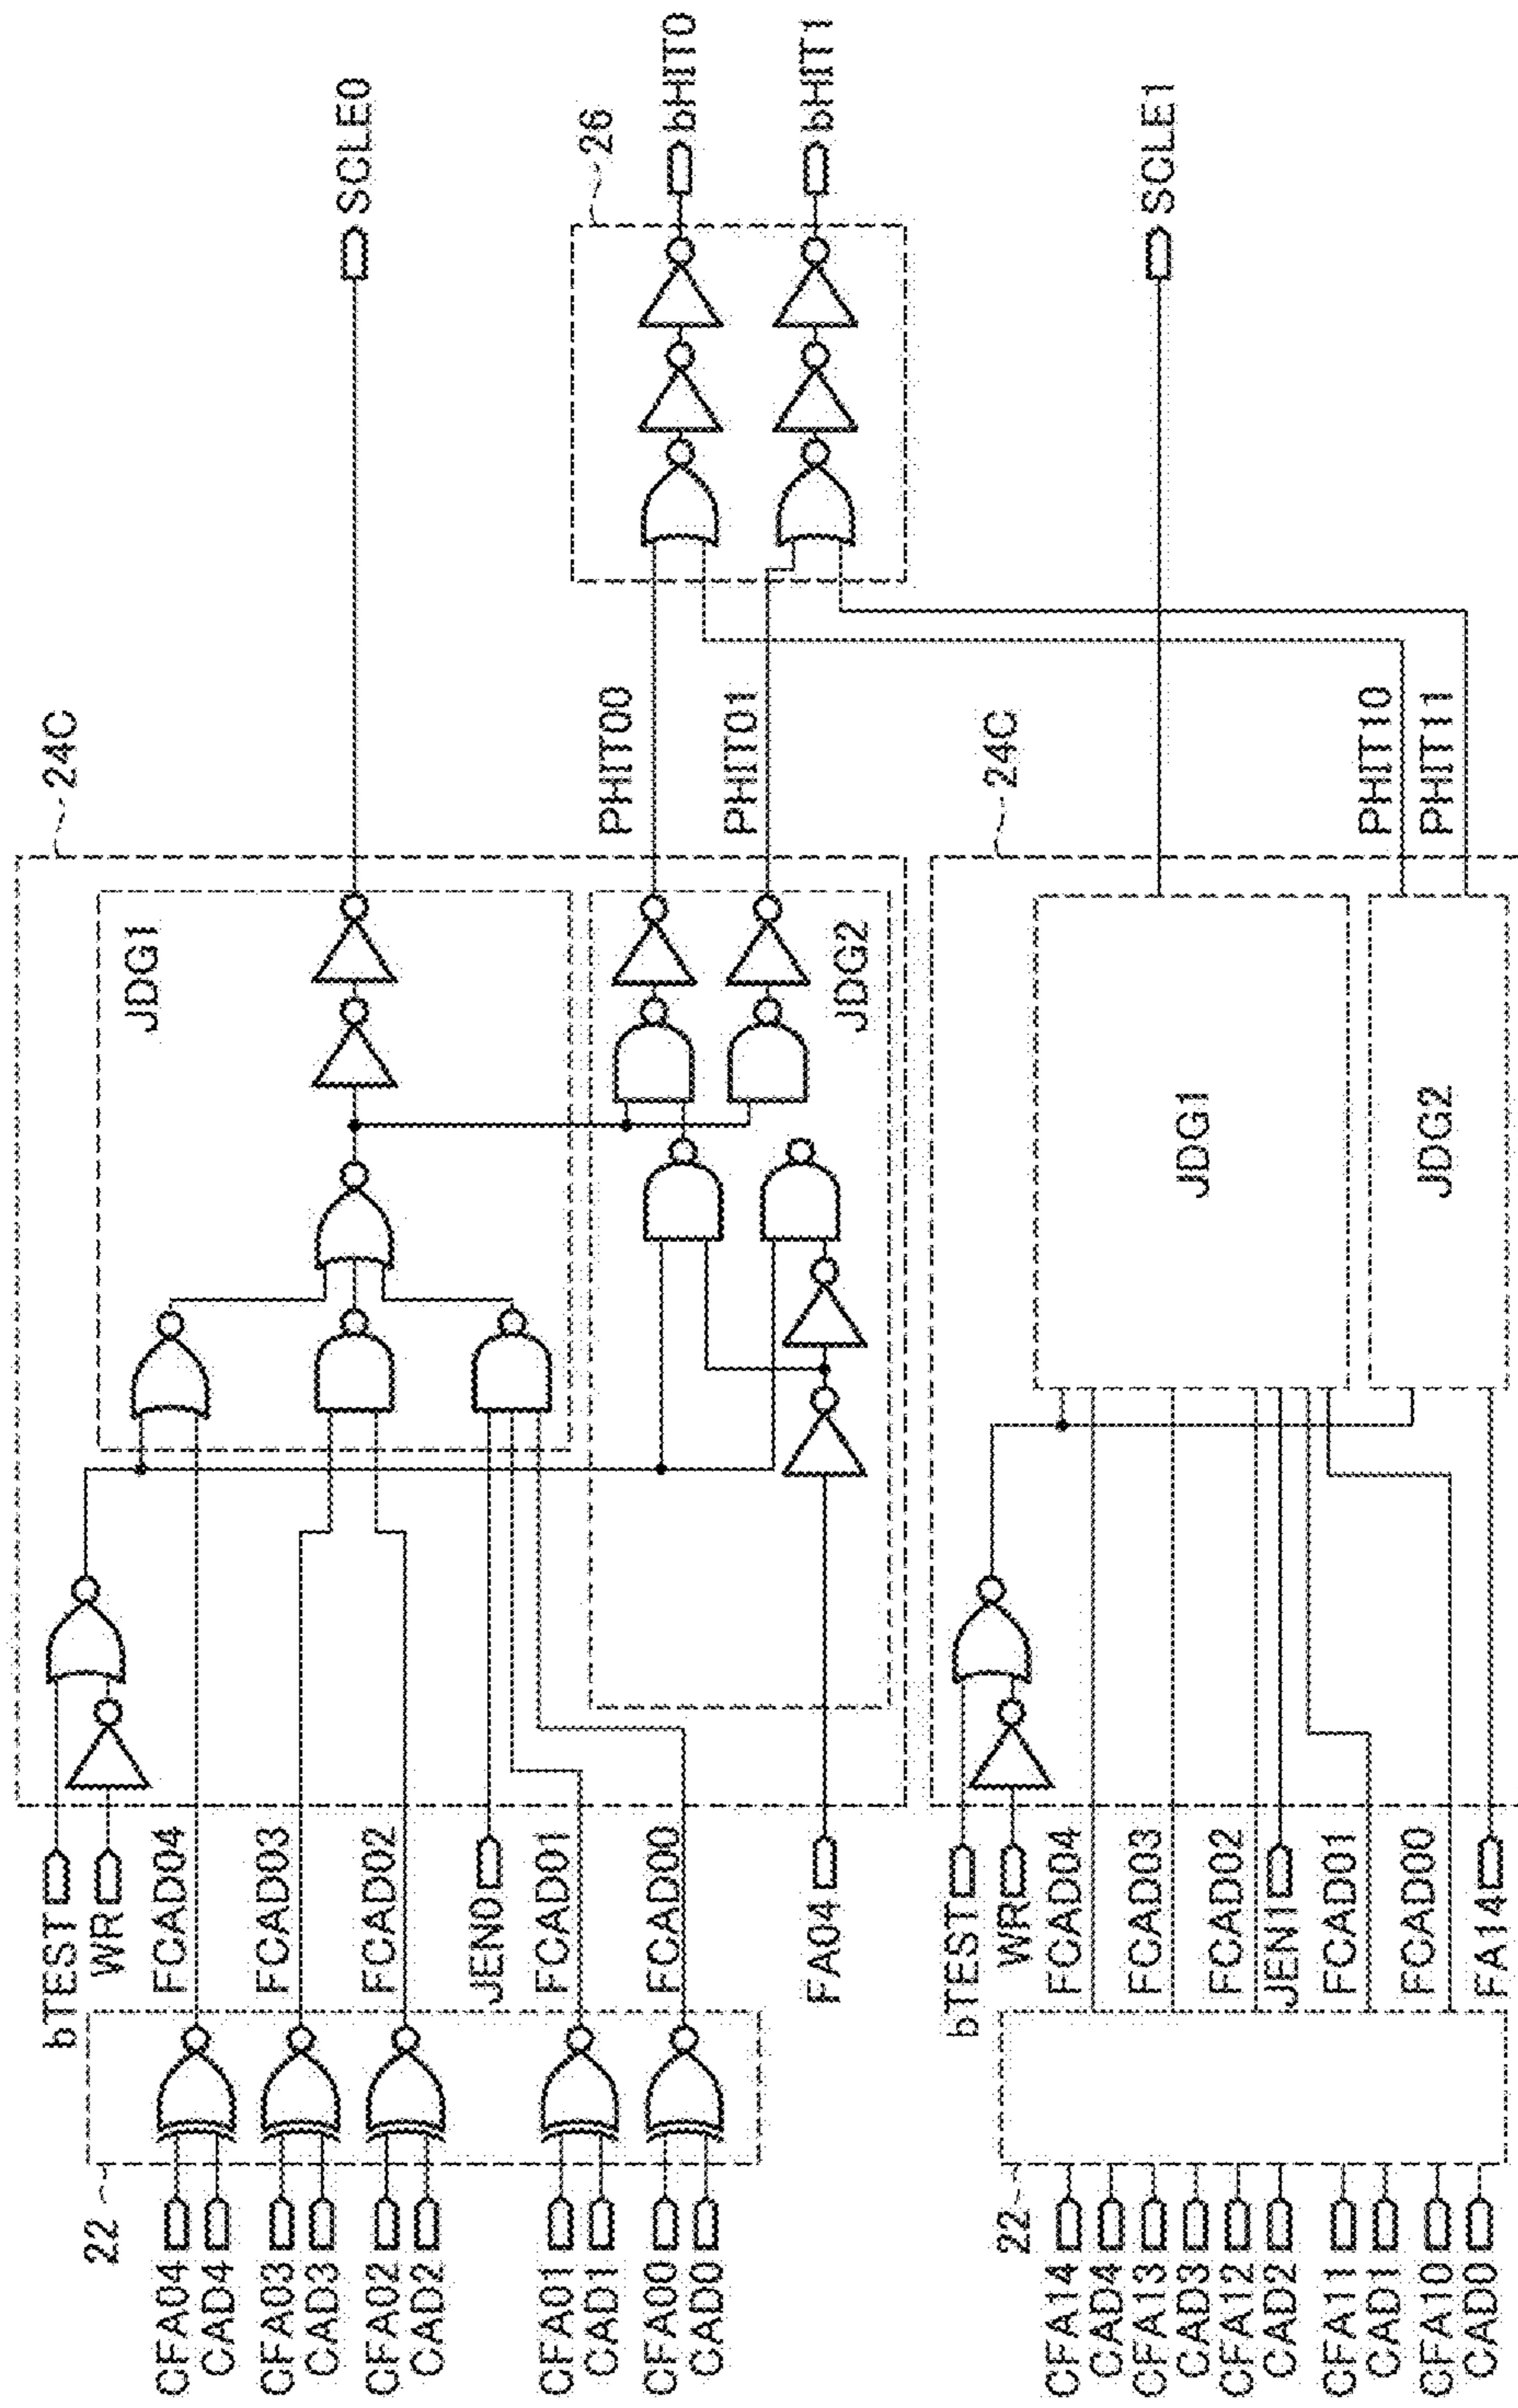 CFA04
CAD4
CFA03
CAD3
CFA02
CAD2
CFA01
CAD1
CFA00
CAD0
22
bTEST
WR
FCAD04
FCAD03
FCAD02
JEN0
FCAD01
FCAD00
FA04
24C
JDG1
JDG2
PHIT00
PHIT01
SCLE0
26
bHIT0
bHIT1
CFA14
CAD4
CFA13
CAD3
CFA12
CAD2
CFA11
CAD1
CFA10
CAD0
22
bTEST
WR
FCAD04
FCAD03
FCAD02
JEN1
FCAD01
FCAD00
FA14
24C
JDG1
JDG2
PHIT10
PHIT11
SCLE1